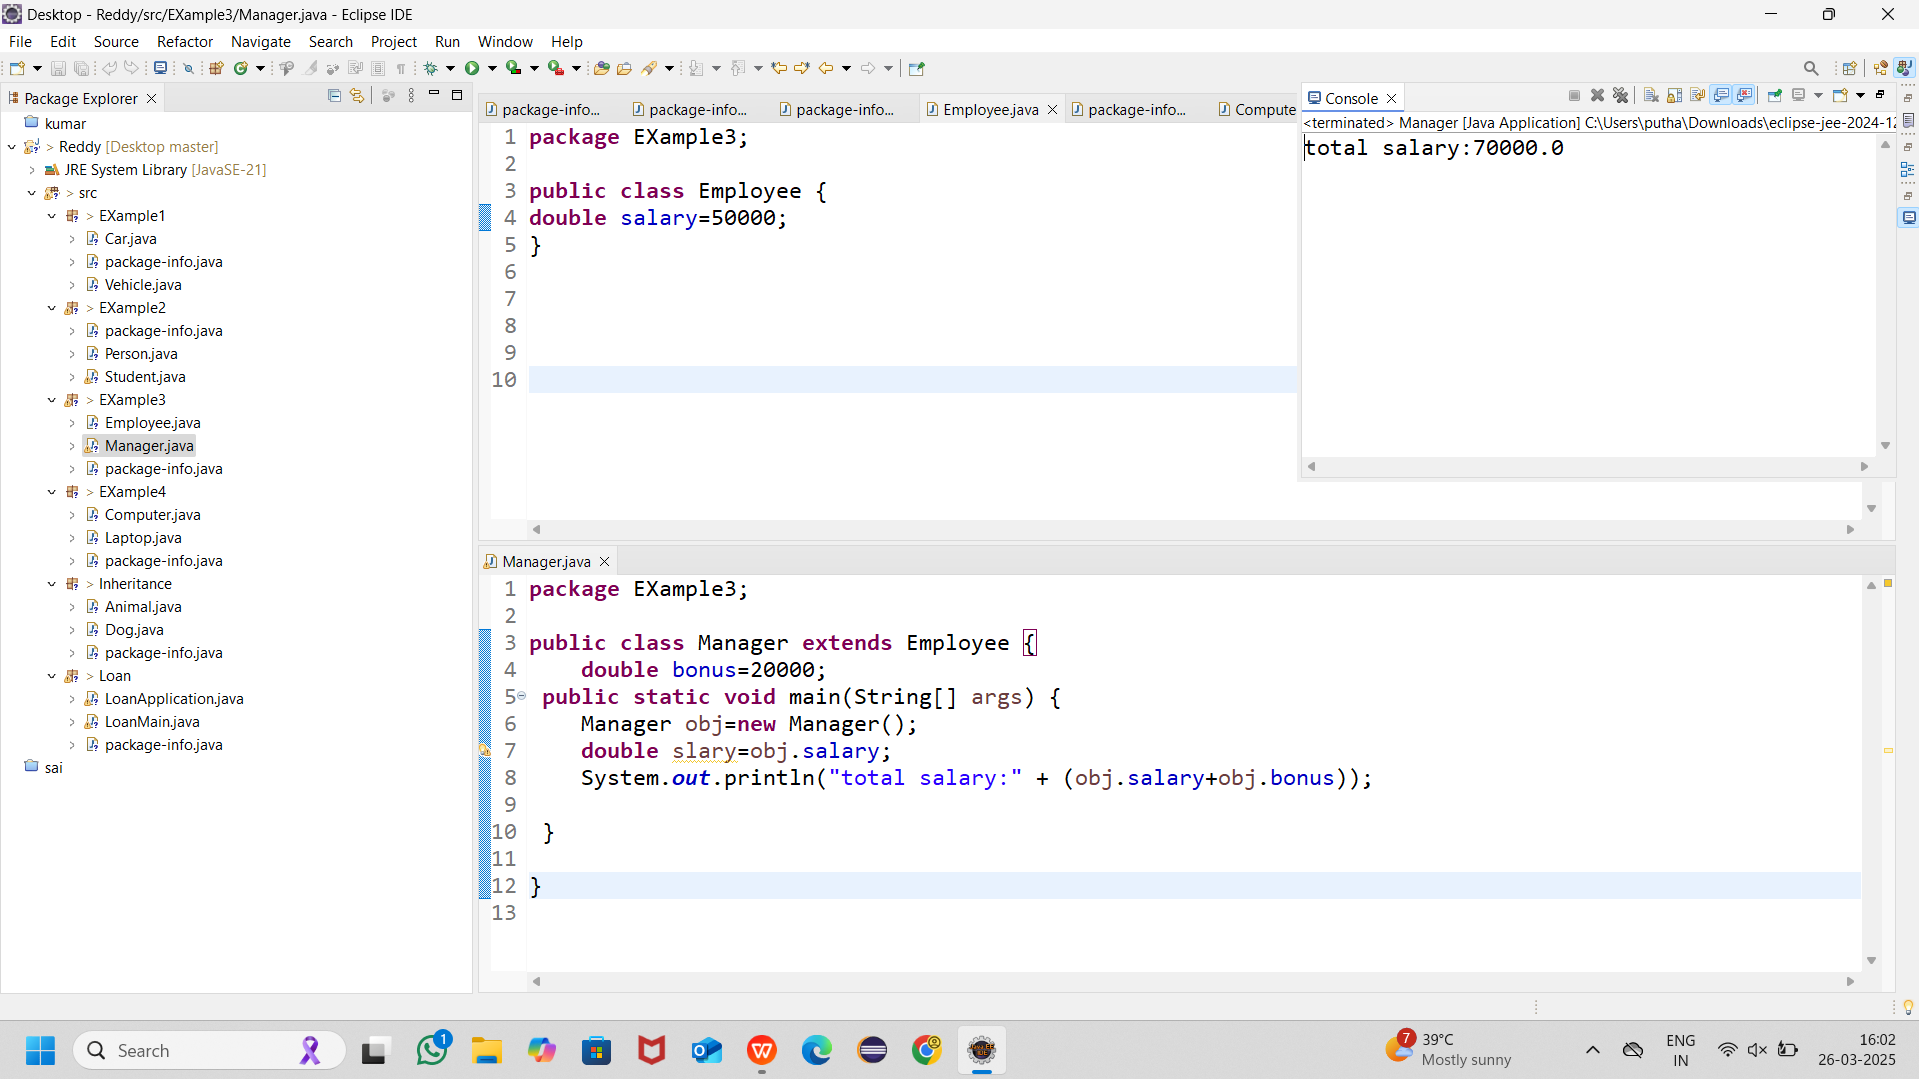 Desktop - Reddy/src/EXample3/Manager.java - Eclipse IDE
File Edit Source Refactor Navigate Search Project Run Window Help
Package Explorer
kumar
> Reddy [Desktop master]
JRE System Library [JavaSE-21]
> src
> EXample1
Car.java
package-info.java
Vehicle.java
> EXample2
package-info.java
Person.java
Student.java
> EXample3
Employee.java
Manager.java
package-info.java
> EXample4
Computer.java
Laptop.java
package-info.java
> Inheritance
Animal.java
Dog.java
package-info.java
> Loan
LoanApplication.java
LoanMain.java
package-info.java
sai
package-info... package-info... package-info... Employee.java package-info... Compute
1 package EXample3;
2
3 public class Employee {
4 double salary=50000;
5 }
6
7
8
9
10
Console
<terminated> Manager [Java Application] C:\Users\putha\Downloads\eclipse-jee-2024-12
total salary:70000.0
Manager.java
1 package EXample3;
2
3 public class Manager extends Employee {
4 double bonus=20000;
5 public static void main(String[] args) {
6 Manager obj=new Manager();
7 double slary=obj.salary;
8 System.out.println("total salary:" + (obj.salary+obj.bonus));
9
10 }
11
12 }
13
Search
1
7
39°C
Mostly sunny
ENG
IN
16:02
26-03-2025